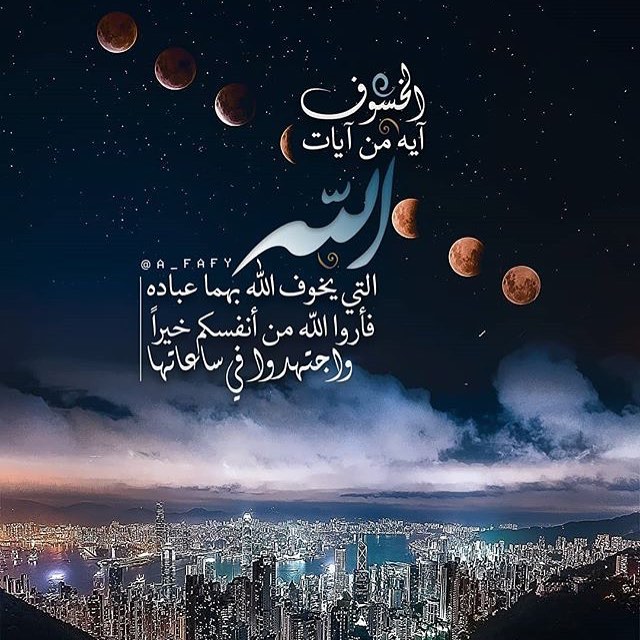 الخسوف
آيه من آيات
الله
@A_FAFY
التي يخوف الله بهما عباده
فأروا الله من أنفسكم خيراً
واجتهدوا في ساعاتها